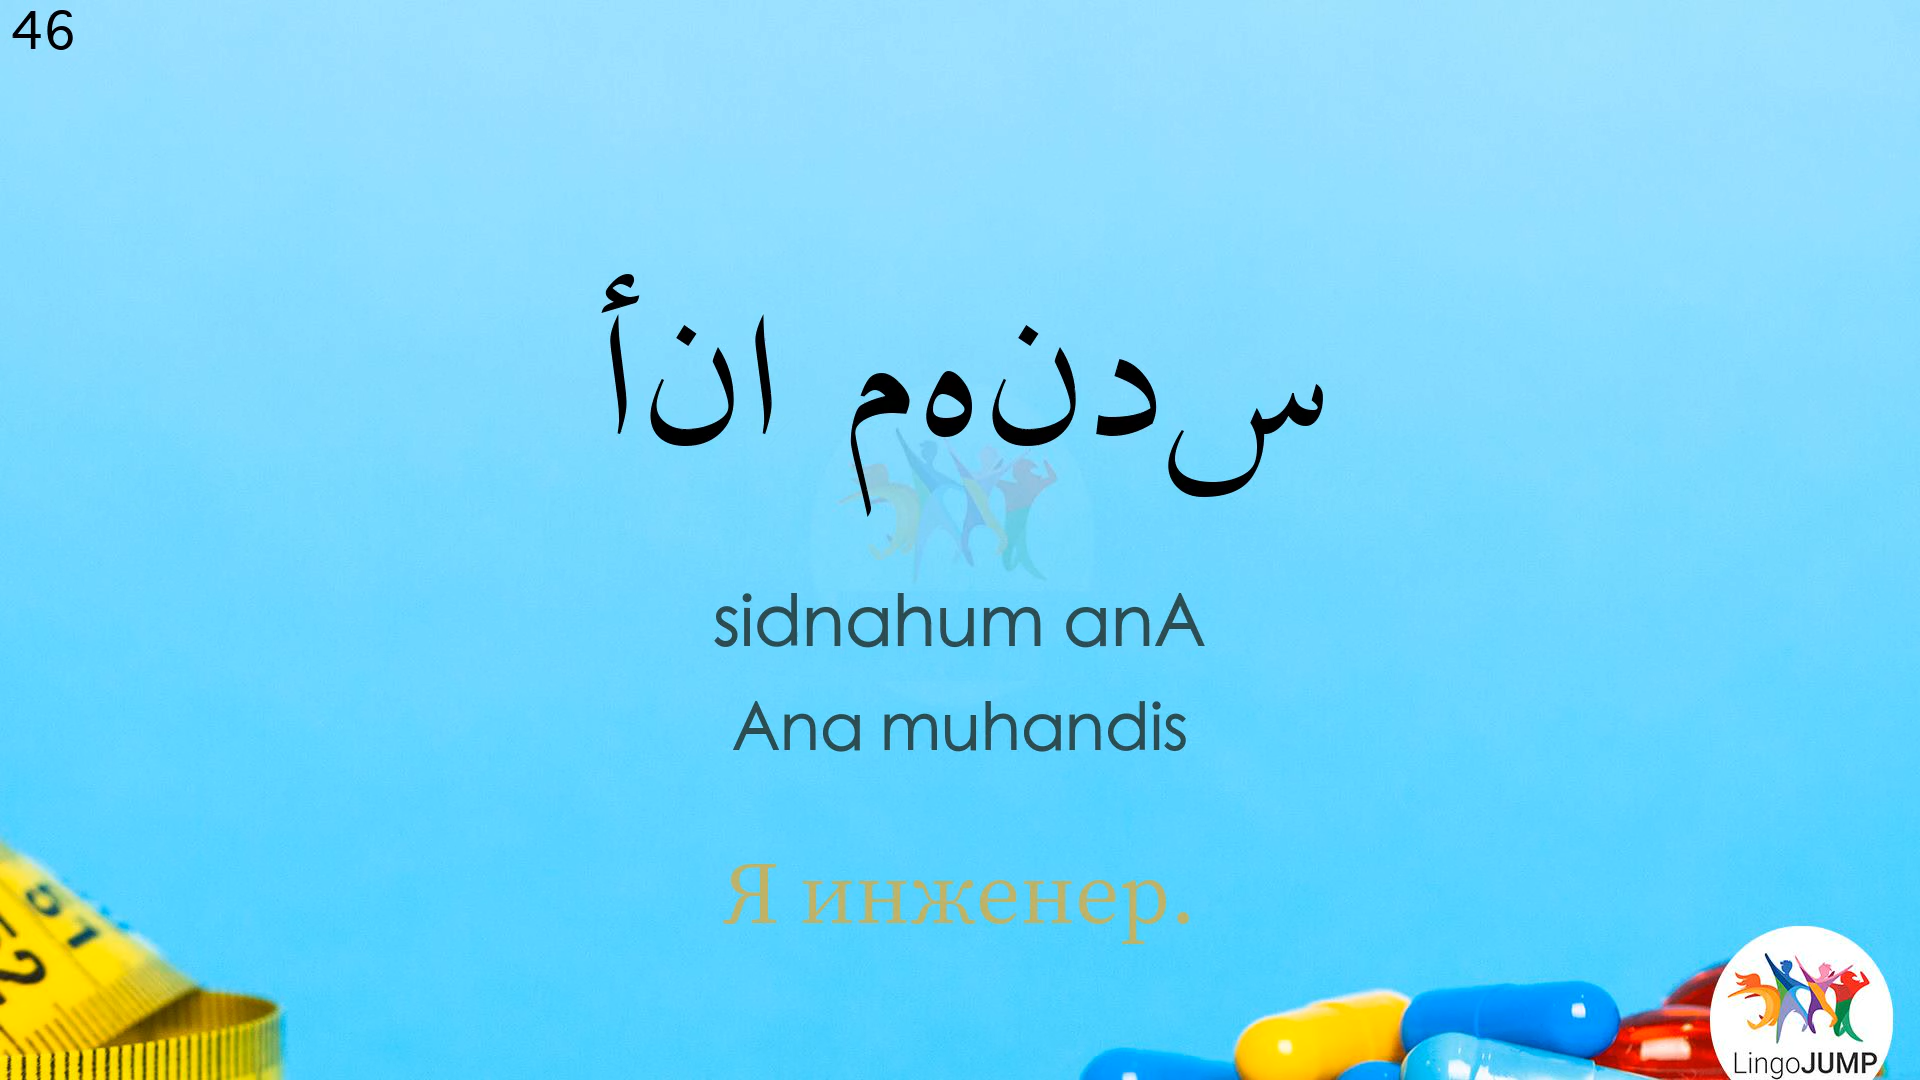 46
أنا مهندس
sidnahum anA
Ana muhandis
Я инженер.
LingoJUMP